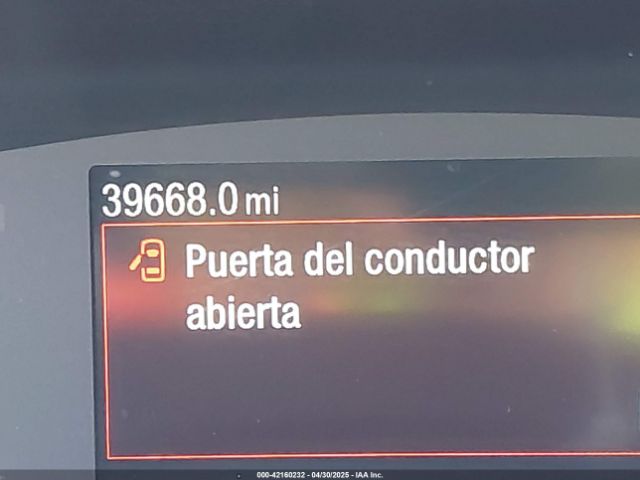 39668.0 mi
Puerta del conductor
abierta
000-42160232 - 04/30/2025 - IAA Inc.